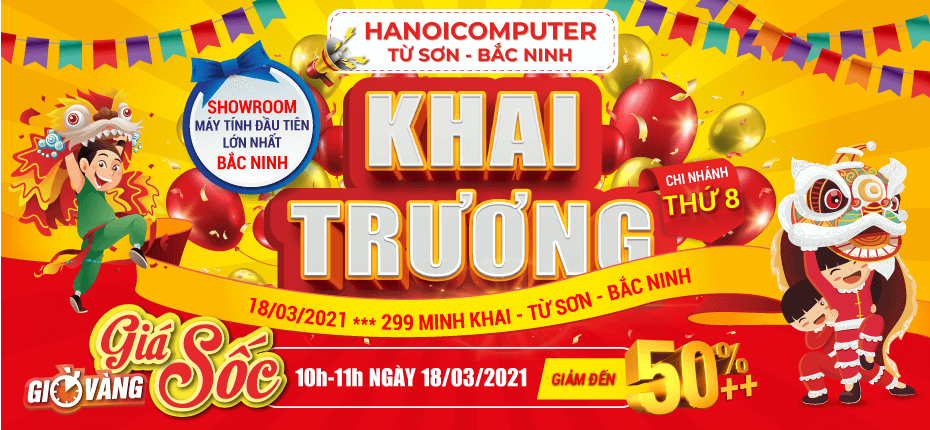 HANOICOMPUTER
TỪ SƠN - BẮC NINH
SHOWROOM
MÁY TÍNH ĐẦU TIÊN
LỚN NHẤT
BẮC NINH
KHAI
TRƯƠNG
CHI NHÁNH
THỨ 8
18/03/2021 *** 299 MINH KHAI - TỪ SƠN - BẮC NINH
Giá Sốc
GIỜ VÀNG
10h-11h NGÀY 18/03/2021
GIẢM ĐẾN
50%++